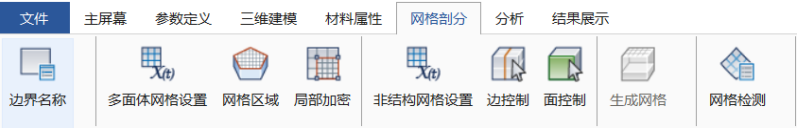 文件 主屏幕 参数定义 三维建模 材料属性 网格剖分 分析 结果展示
X(t) X(t)
边界名称 多面体网格设置 网格区域 局部加密 非结构网格设置 边控制 面控制 生成网格 网格检测